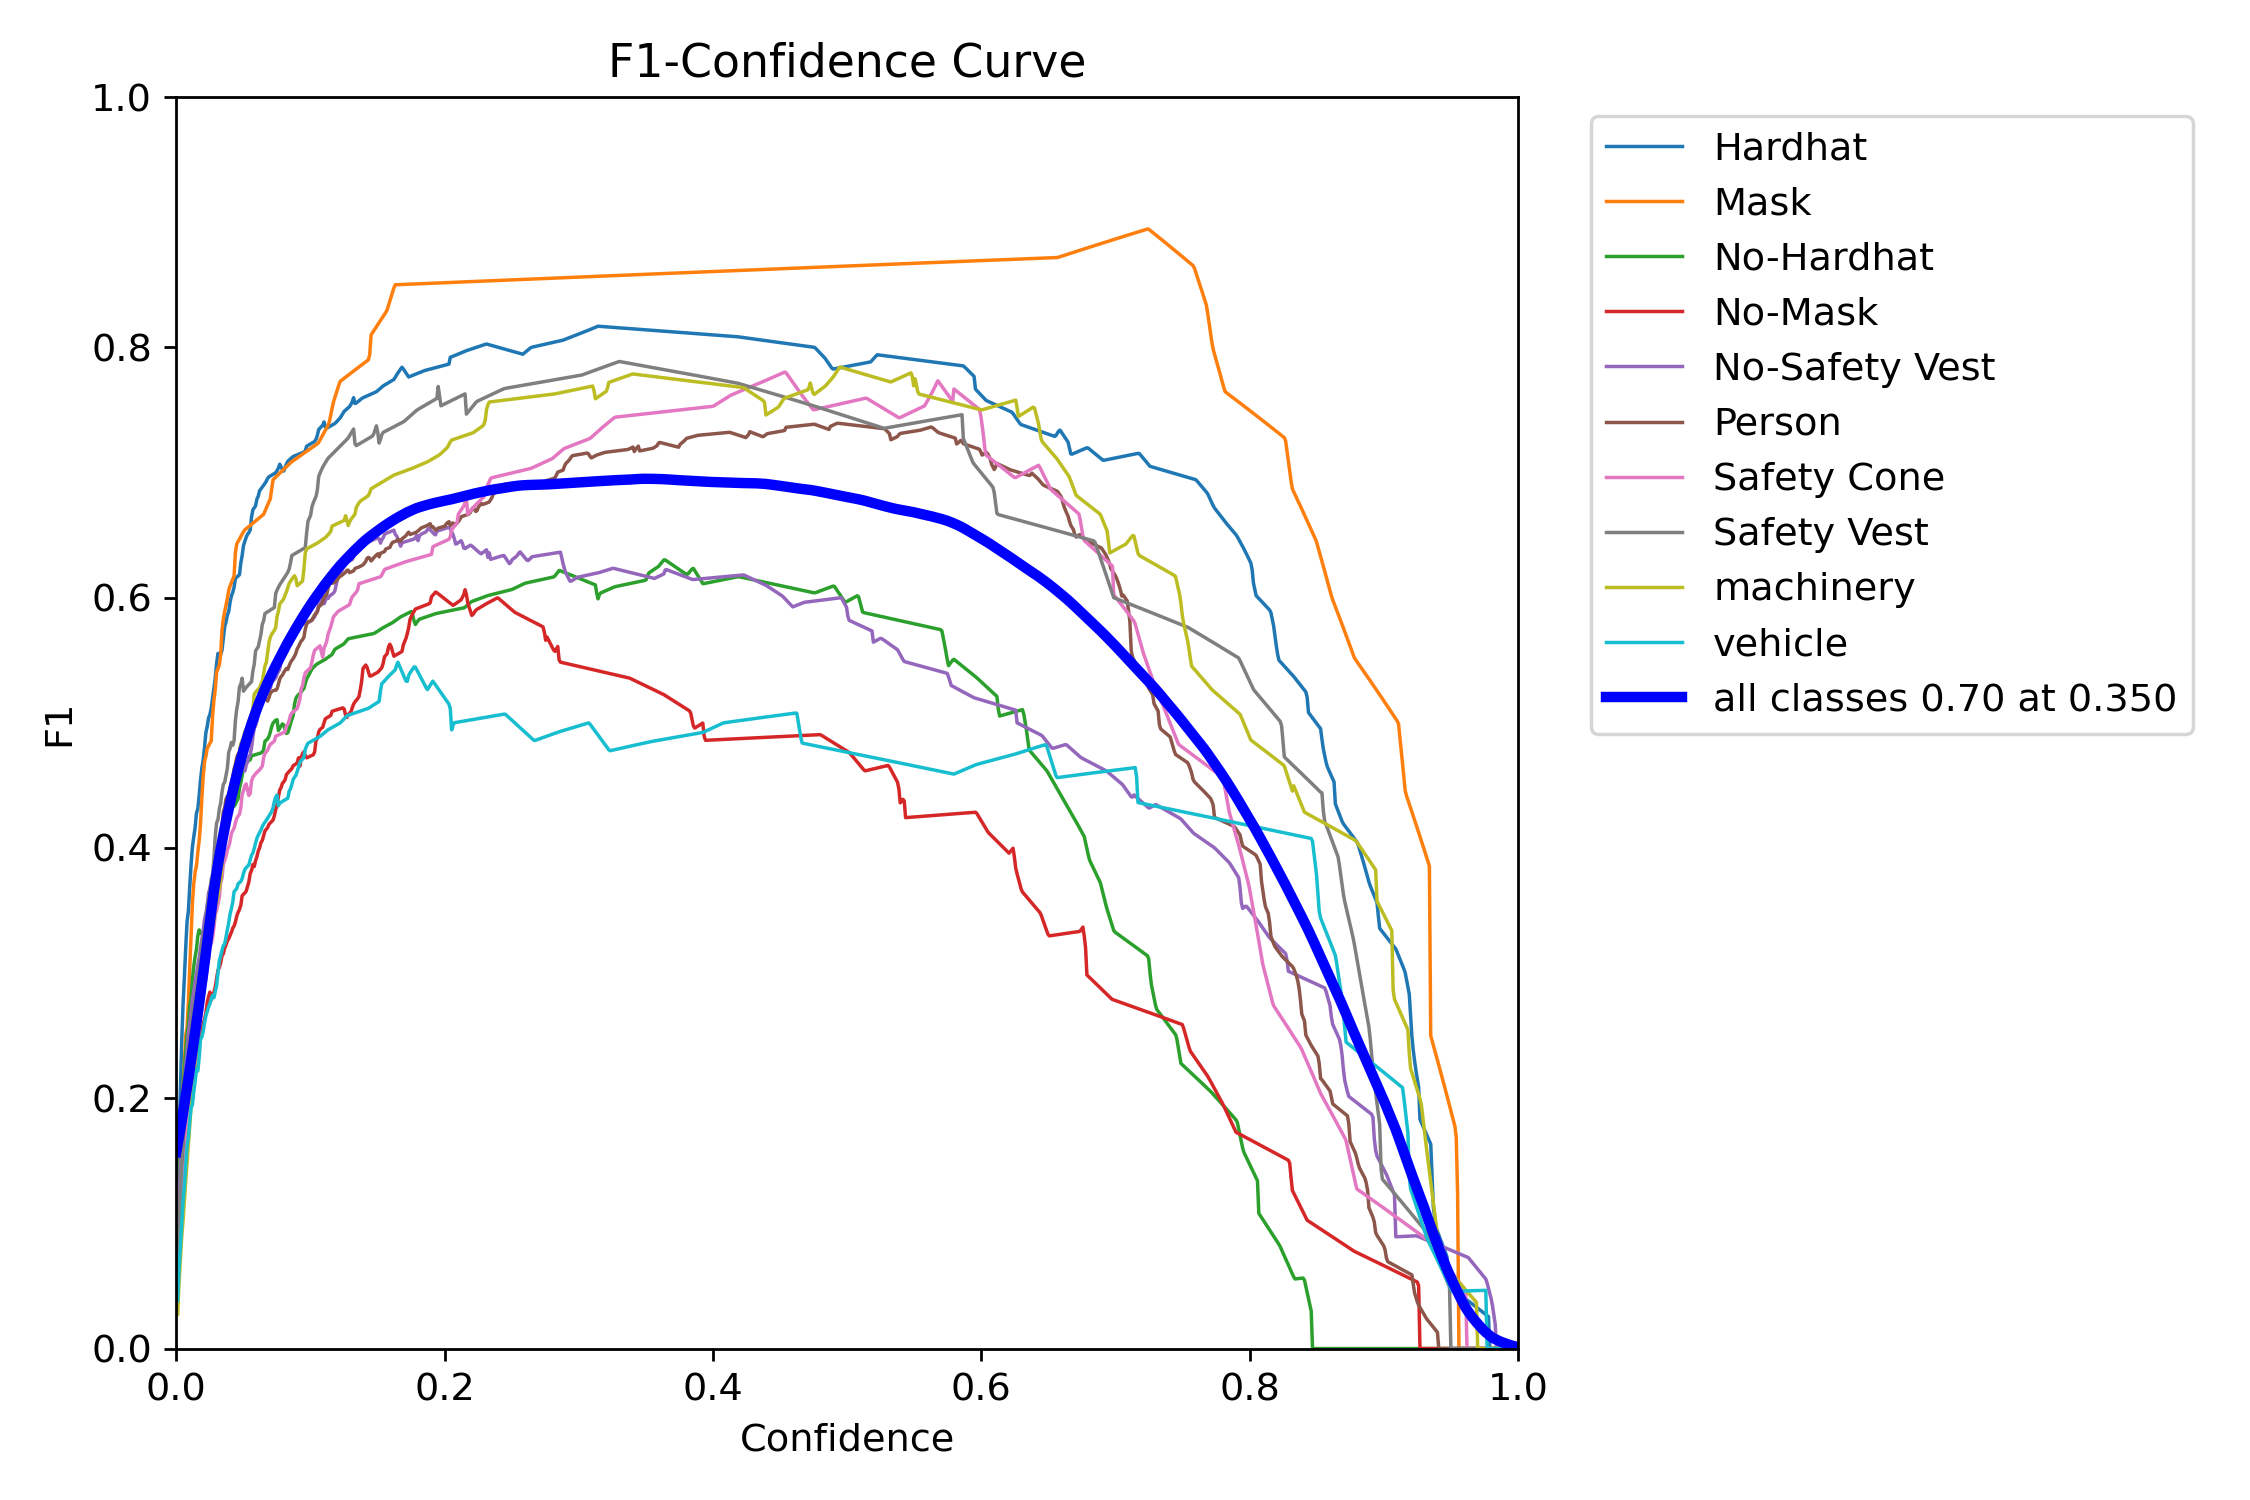 F1-Confidence Curve
1.0
0.8
0.6
0.4
0.2
0.0
F1
0.0 0.2 0.4 0.6 0.8 1.0
Confidence
Hardhat
Mask
No-Hardhat
No-Mask
No-Safety Vest
Person
Safety Cone
Safety Vest
machinery
vehicle
all classes 0.70 at 0.350